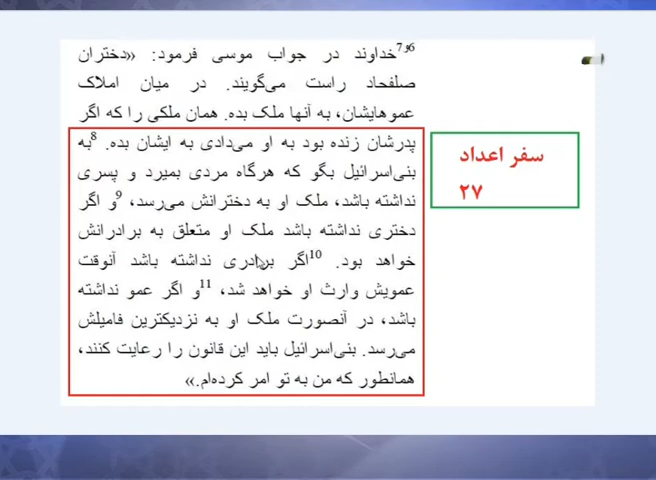 6و7خداوند در جواب موسی فرمود: «دختران
صلفحاد راست می‌گویند. در میان املاک
عموهایشان، به آنها ملک بده. همان ملکی را که اگر
پدرشان زنده بود به او می‌دادی به ایشان بده. 8به
بنی‌اسرائیل بگو که هرگاه مردی بمیرد و پسری
نداشته باشد، ملک او به دخترانش می‌رسد، 9و اگر
دختری نداشته باشد ملک او متعلق به برادرانش
خواهد بود. 10اگر برادری نداشته باشد آنوقت
عمویش وارث او خواهد شد، 11و اگر عمو نداشته
باشد، در آنصورت ملک او به نزدیکترین فامیلش
می‌رسد. بنی‌اسرائیل باید این قانون را رعایت کنند،
همانطور که من به تو امر کرده‌ام.»
سفر اعداد
۲۷